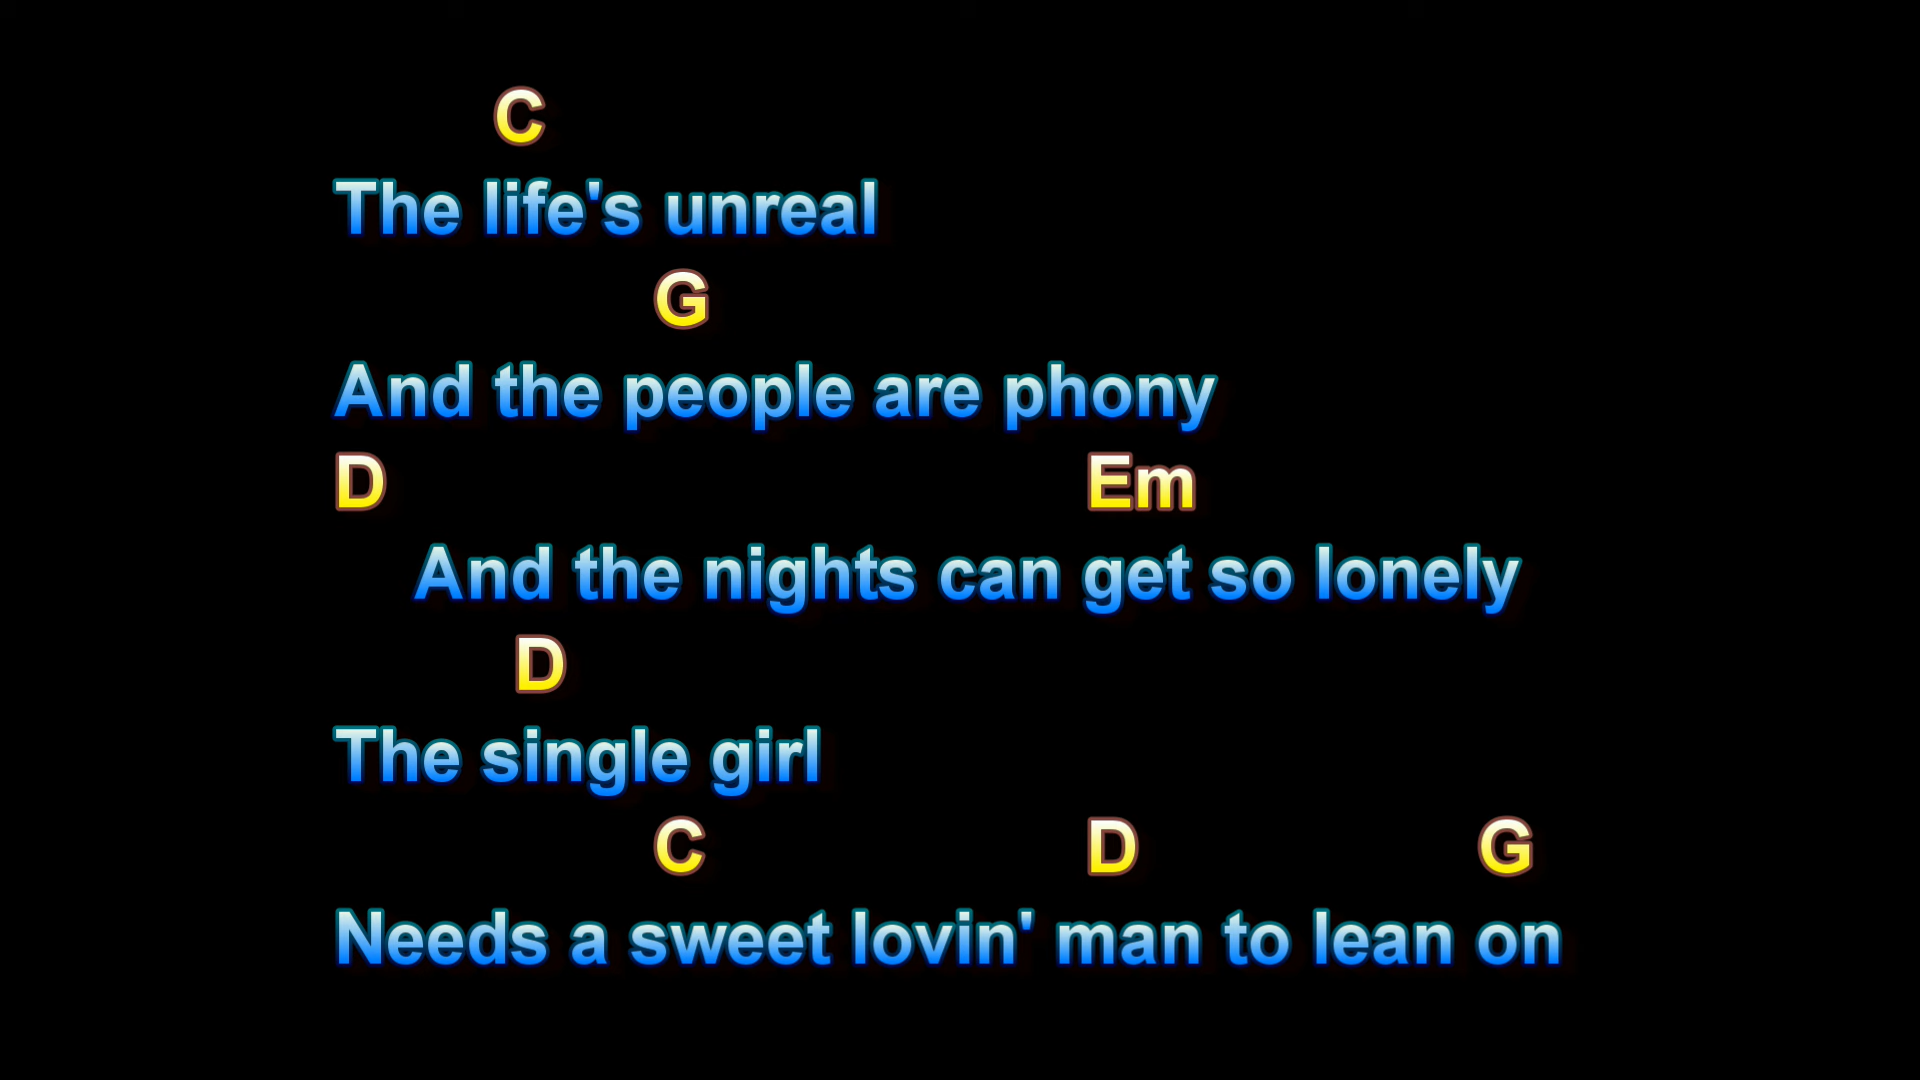 C
The life's unreal
G
And the people are phony
D Em
And the nights can get so lonely
D
The single girl
C D G
Needs a sweet lovin' man to lean on